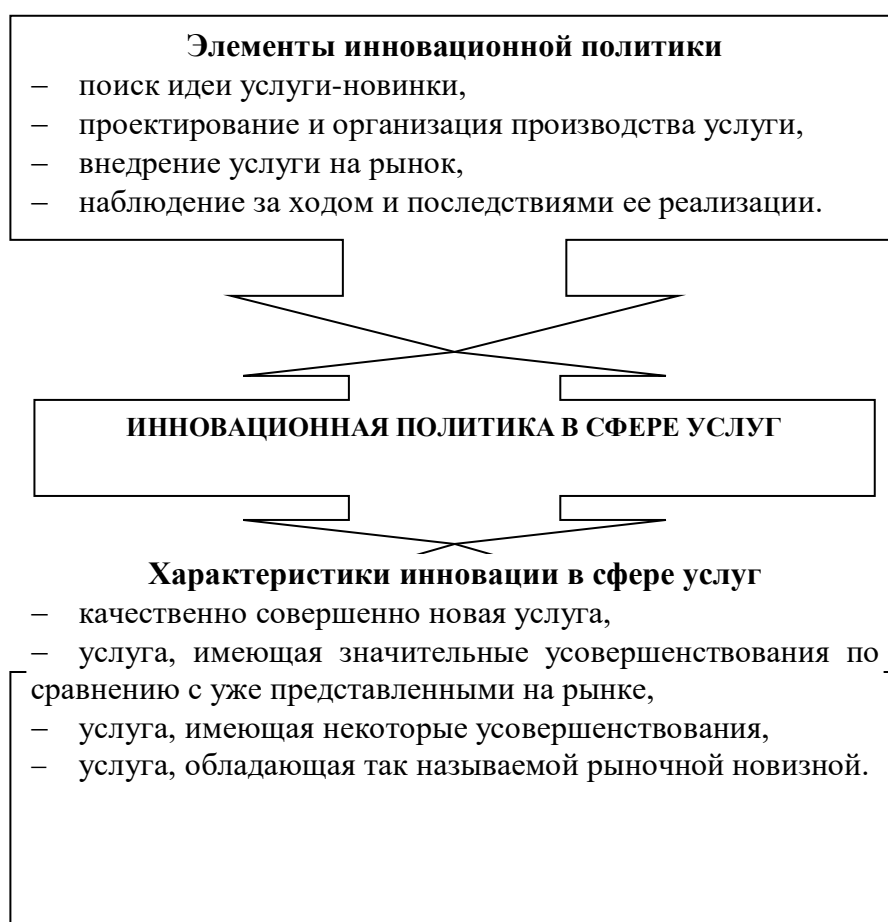 Элементы инновационной политики
– поиск идеи услуги-новинки,
– проектирование и организация производства услуги,
– внедрение услуги на рынок,
– наблюдение за ходом и последствиями ее реализации.
ИННОВАЦИОННАЯ ПОЛИТИКА В СФЕРЕ УСЛУГ
Характеристики инновации в сфере услуг
– качественно совершенно новая услуга,
– услуга, имеющая значительные усовершенствования по
сравнению с уже представленными на рынке,
– услуга, имеющая некоторые усовершенствования,
– услуга, обладающая так называемой рыночной новизной.